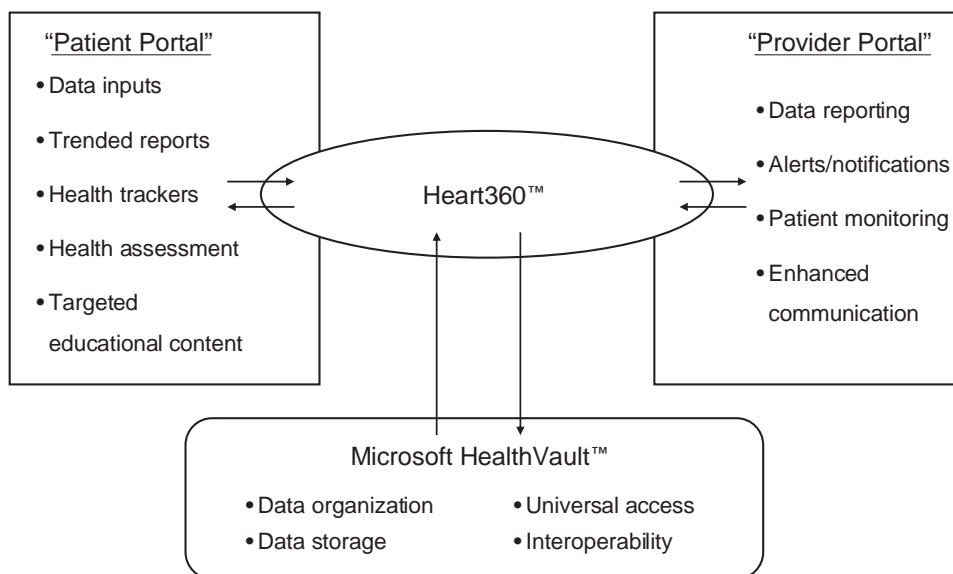 “Patient Portal”
• Data inputs
• Trended reports
• Health trackers
• Health assessment
• Targeted
educational content
Heart360™
“Provider Portal”
• Data reporting
• Alerts/notifications
• Patient monitoring
• Enhanced
communication
Microsoft HealthVault™
• Data organization
• Data storage
• Universal access
• Interoperability